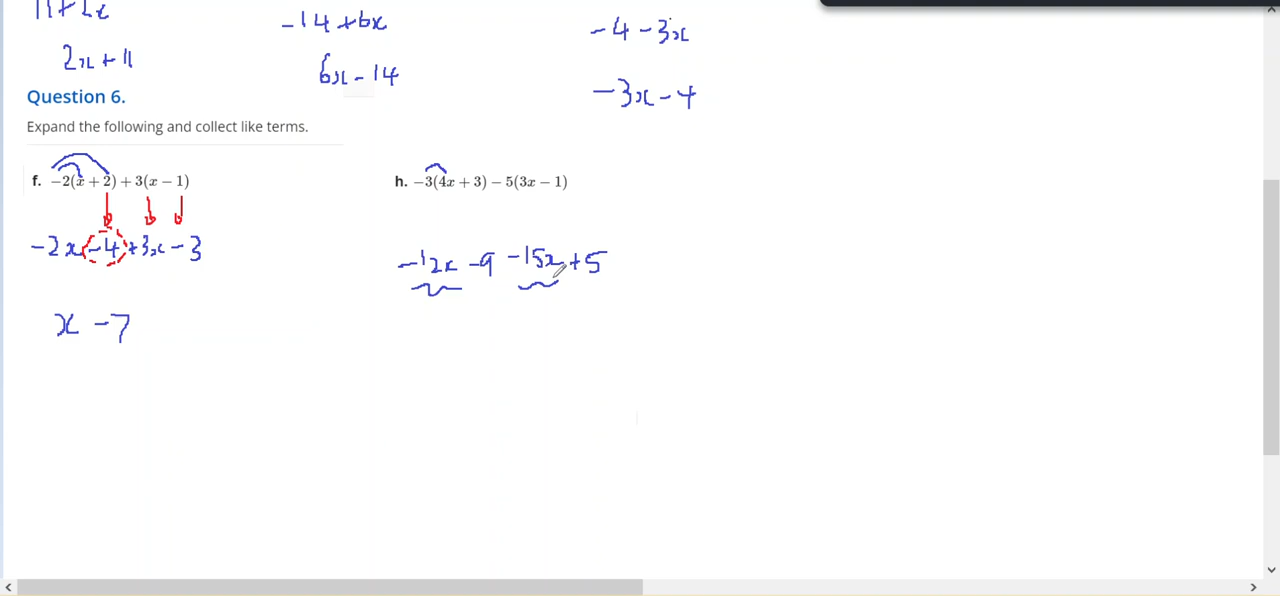 11 + 2x
-14 + 6x
-4 - 3x
2x + 11
6x - 14
-3x - 4
Question 6.
Expand the following and collect like terms.
f. −2(x + 2) + 3(x − 1)
h. −3(4x + 3) − 5(3x − 1)
-2x -4 + 3x - 3
-12x -9 -15x + 5
x - 7